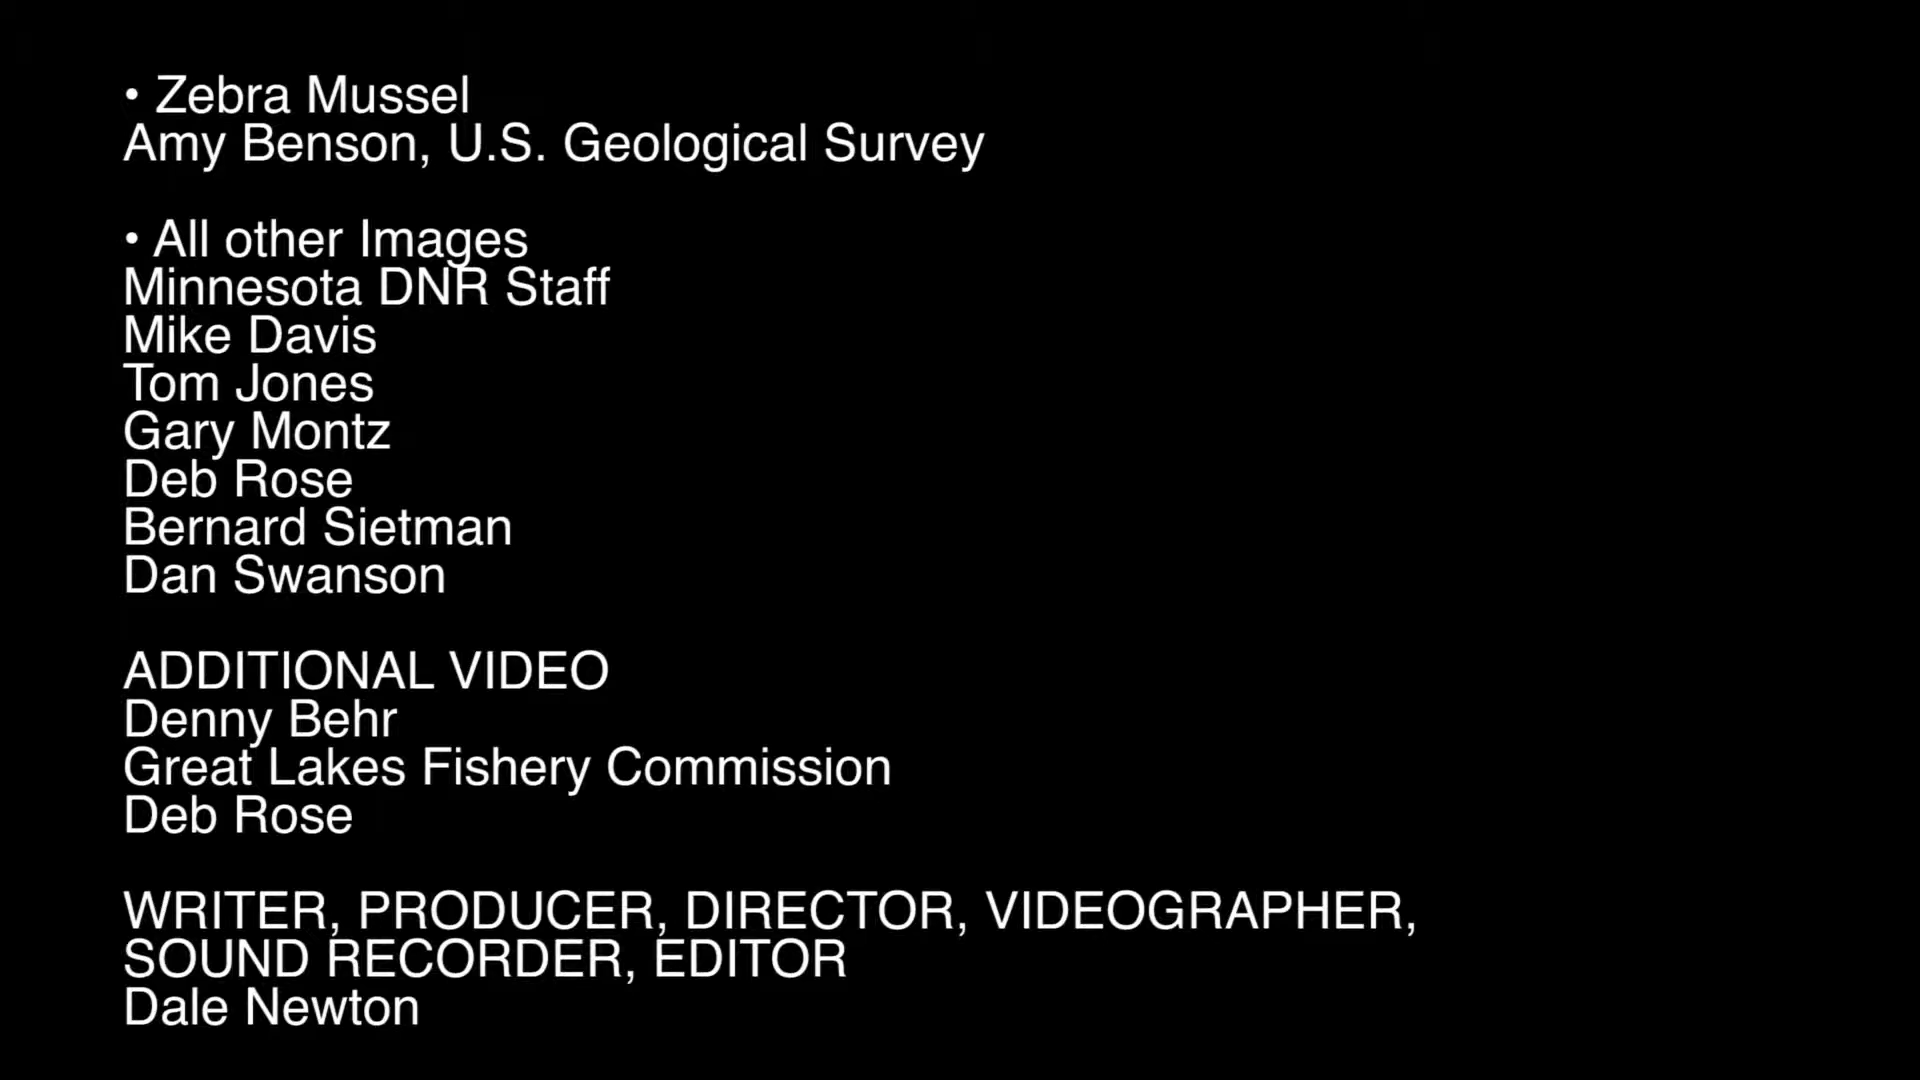 • Zebra Mussel
Amy Benson, U.S. Geological Survey
• All other Images
Minnesota DNR Staff
Mike Davis
Tom Jones
Gary Montz
Deb Rose
Bernard Sietman
Dan Swanson
ADDITIONAL VIDEO
Denny Behr
Great Lakes Fishery Commission
Deb Rose
WRITER, PRODUCER, DIRECTOR, VIDEOGRAPHER,
SOUND RECORDER, EDITOR
Dale Newton